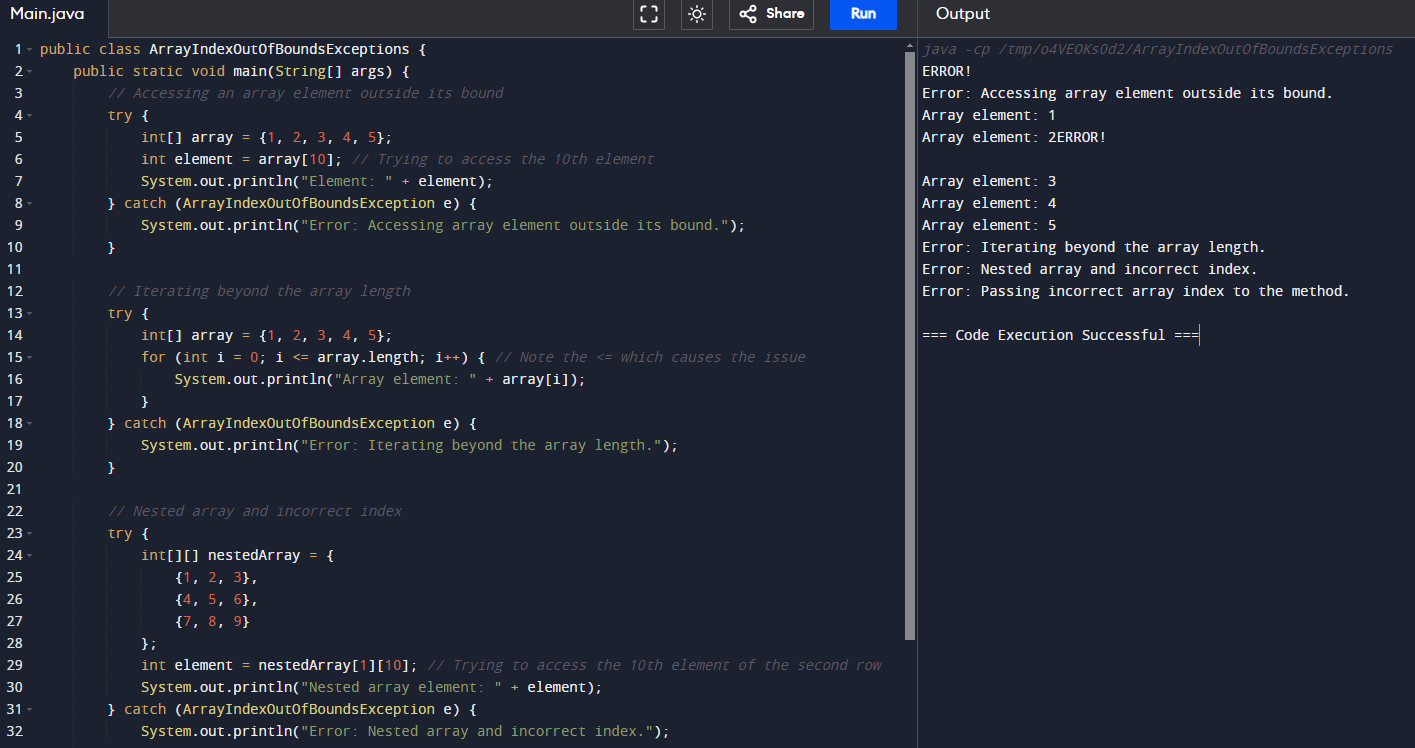 Main.java
Share
Run
Output
1 public class ArrayIndexOutOfBoundsExceptions {
2     public static void main(String[] args) {
3         // Accessing an array element outside its bound
4         try {
5             int[] array = {1, 2, 3, 4, 5};
6             int element = array[10]; // Trying to access the 10th element
7             System.out.println("Element: " + element);
8         } catch (ArrayIndexOutOfBoundsException e) {
9             System.out.println("Error: Accessing array element outside its bound.");
10         }
11
12         // Iterating beyond the array length
13         try {
14             int[] array = {1, 2, 3, 4, 5};
15             for (int i = 0; i <= array.length; i++) { // Note the <= which causes the issue
16                 System.out.println("Array element: " + array[i]);
17             }
18         } catch (ArrayIndexOutOfBoundsException e) {
19             System.out.println("Error: Iterating beyond the array length.");
20         }
21
22         // Nested array and incorrect index
23         try {
24             int[][] nestedArray = {
25                 {1, 2, 3},
26                 {4, 5, 6},
27                 {7, 8, 9}
28             };
29             int element = nestedArray[1][10]; // Trying to access the 10th element of the second row
30             System.out.println("Nested array element: " + element);
31         } catch (ArrayIndexOutOfBoundsException e) {
32             System.out.println("Error: Nested array and incorrect index.");
java -cp /tmp/o4VEOKs0d2/ArrayIndexOutOfBoundsExceptions
ERROR!
Error: Accessing array element outside its bound.
Array element: 1
Array element: 2ERROR!

Array element: 3
Array element: 4
Array element: 5
Error: Iterating beyond the array length.
Error: Nested array and incorrect index.
Error: Passing incorrect array index to the method.

=== Code Execution Successful ===